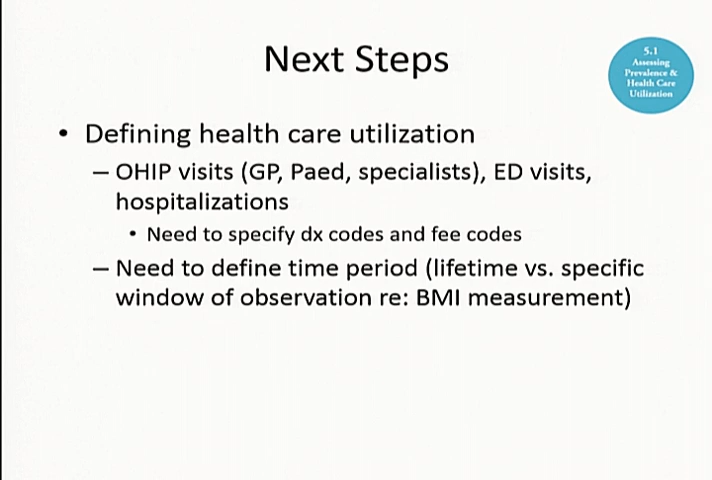 Next Steps
5.1
Assessing
Prevalence &
Health Care
Utilization
• Defining health care utilization
– OHIP visits (GP, Paed, specialists), ED visits,
hospitalizations
• Need to specify dx codes and fee codes
– Need to define time period (lifetime vs. specific
window of observation re: BMI measurement)